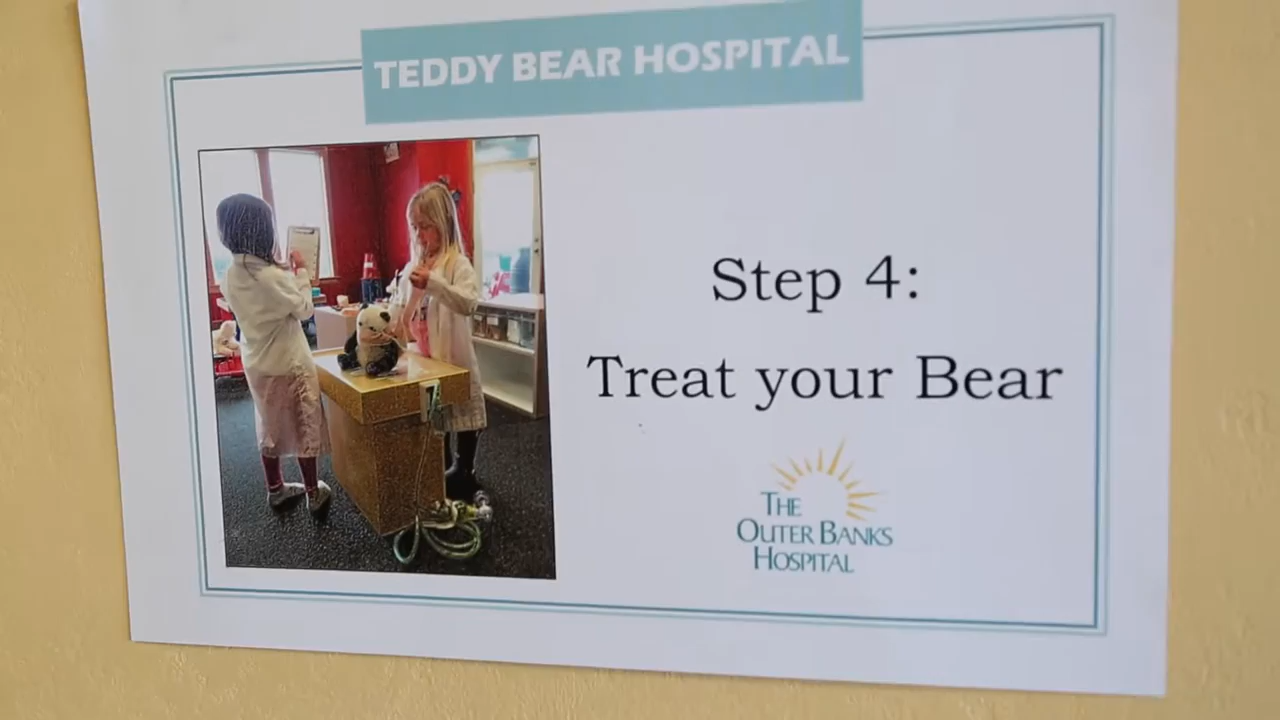 TEDDY BEAR HOSPITAL
Step 4:
Treat your Bear
THE
OUTER BANKS
HOSPITAL